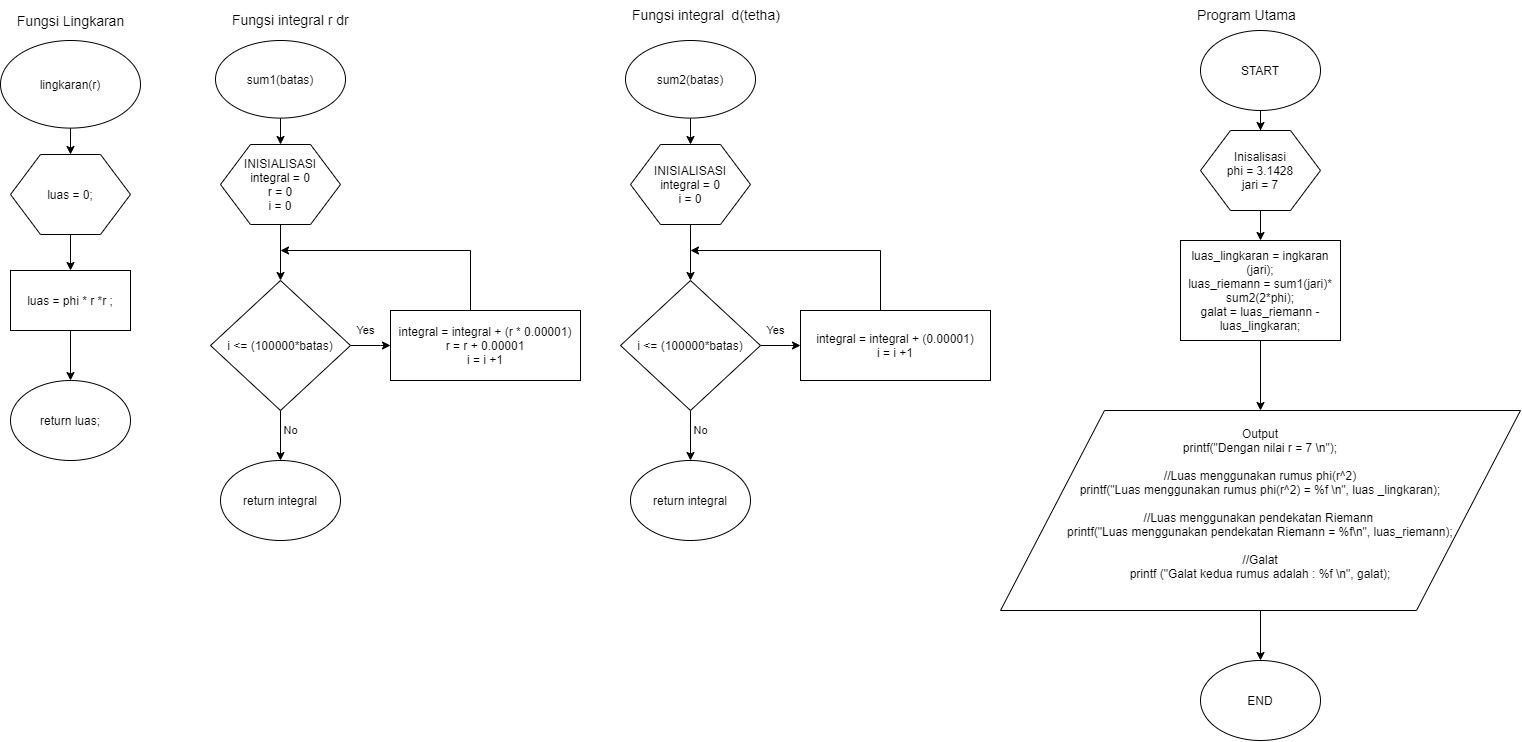 Fungsi Lingkaran
lingkaran(r)
luas = 0;
luas = phi * r *r ;
return luas;
Fungsi integral r dr
sum1(batas)
INISIALISASI
integral = 0
r = 0
i = 0
i <= (100000*batas)
Yes
integral = integral + (r * 0.00001)
r = r + 0.00001
i = i +1
No
return integral
Fungsi integral  d(tetha)
sum2(batas)
INISIALISASI
integral = 0
i = 0
i <= (100000*batas)
Yes
integral = integral + (0.00001)
i = i +1
No
return integral
Program Utama
START
Inisalisasi
phi = 3.1428
jari = 7
luas_lingkaran = ingkaran
(jari);
luas_riemann = sum1(jari)*
sum2(2*phi);
galat = luas_riemann -
luas_lingkaran;
Output
printf("Dengan nilai r = 7 \n");
//Luas menggunakan rumus phi(r^2)
printf("Luas menggunakan rumus phi(r^2) = %f \n", luas _lingkaran);
//Luas menggunakan pendekatan Riemann
printf("Luas menggunakan pendekatan Riemann = %f\n", luas_riemann);
//Galat
printf ("Galat kedua rumus adalah : %f \n", galat);
END